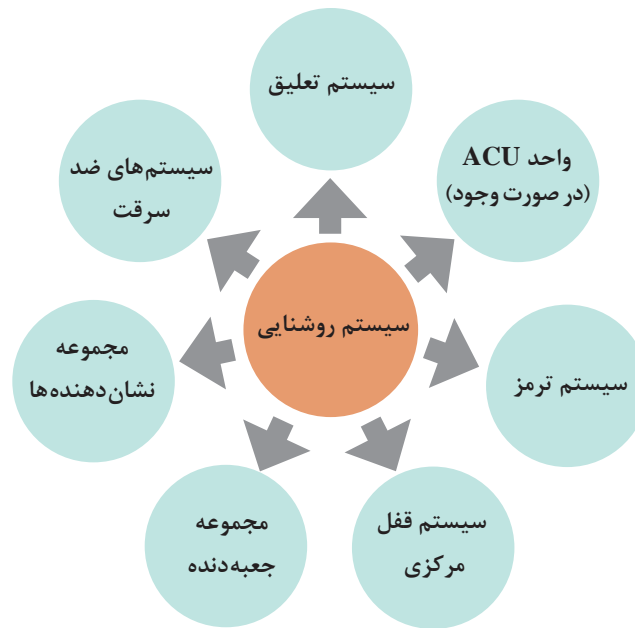 سیستم تعلیق
واحد ACU
(در صورت وجود)
سیستم ترمز
سیستم قفل
مرکزی
مجموعه
جعبه‌دنده
مجموعه
نشان‌دهنده‌ها
سیستم‌های ضد
سرقت
سیستم روشنایی